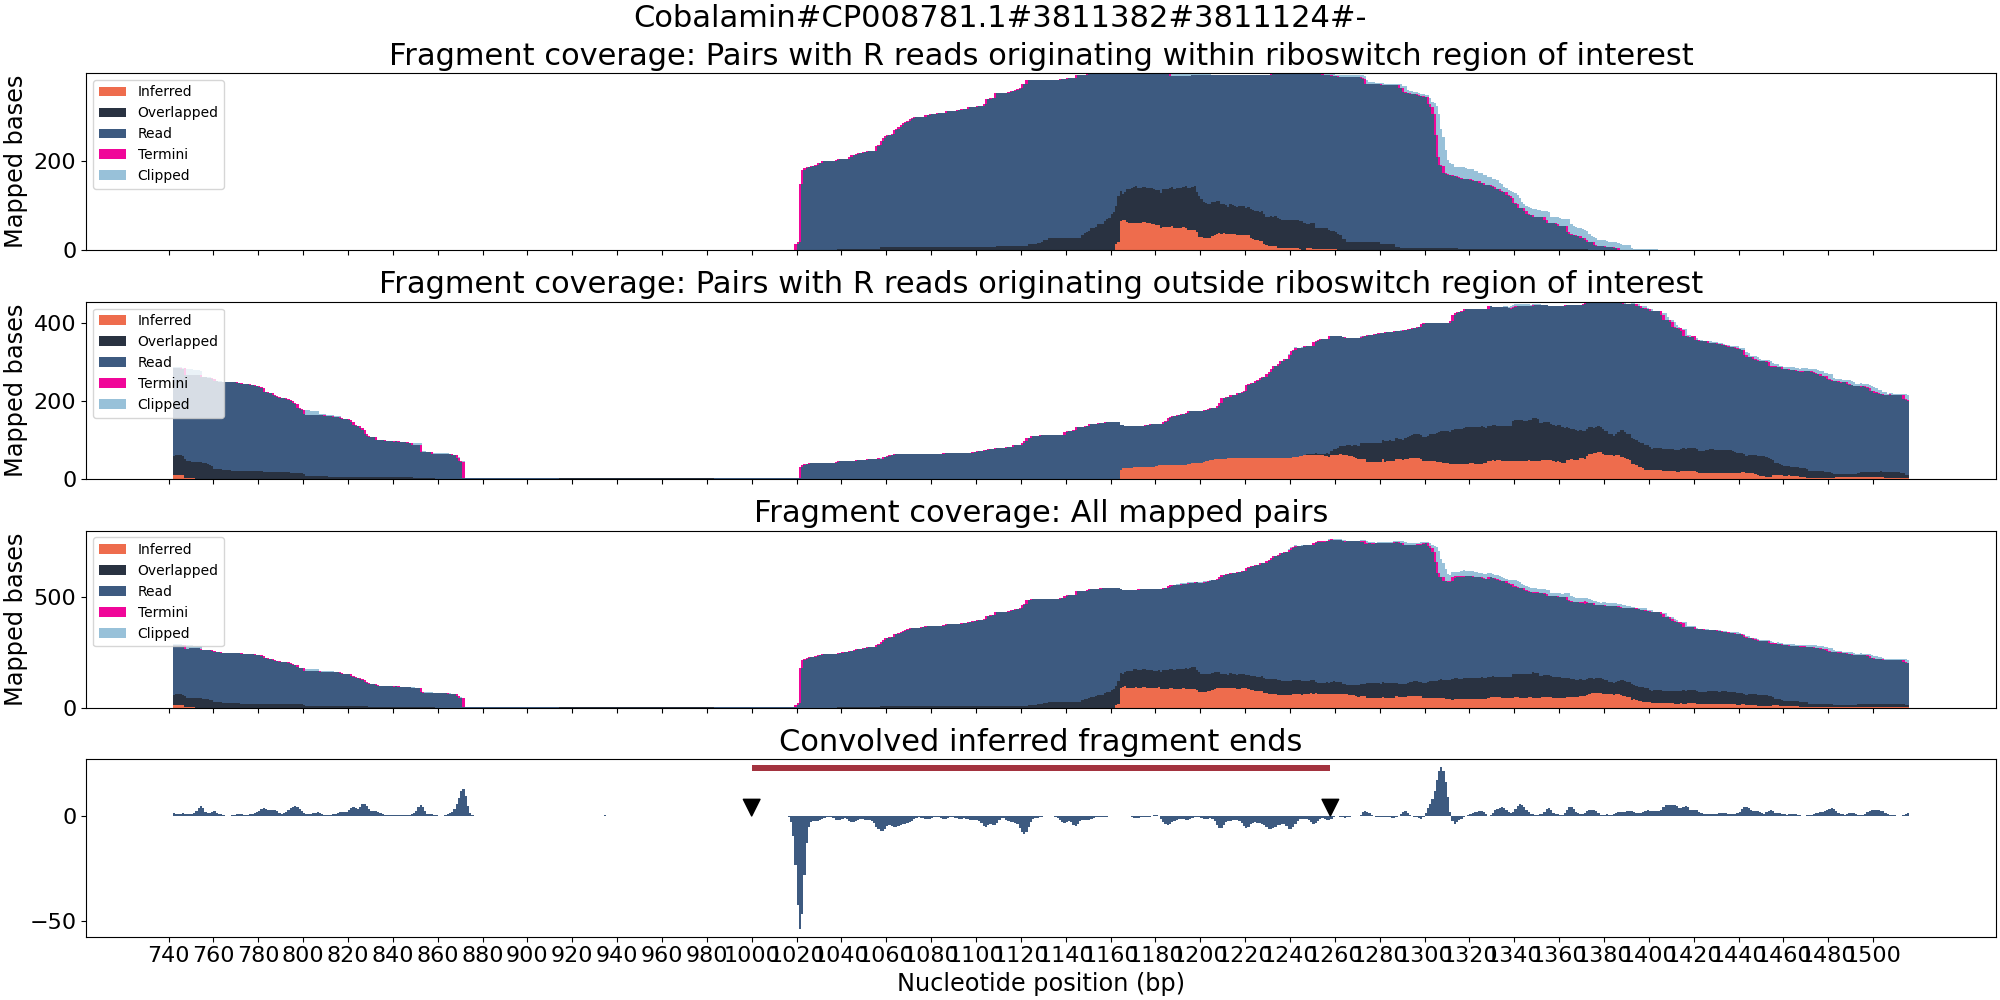 Cobalamin#CP008781.1#3811382#3811124#-
Fragment coverage: Pairs with R reads originating within riboswitch region of interest
Mapped bases
200
0
Inferred
Overlapped
Read
Termini
Clipped
Fragment coverage: Pairs with R reads originating outside riboswitch region of interest
Mapped bases
400
200
0
Inferred
Overlapped
Read
Termini
Clipped
Fragment coverage: All mapped pairs
Mapped bases
500
0
Inferred
Overlapped
Read
Termini
Clipped
Convolved inferred fragment ends
0
−50
740 760 780 800 820 840 860 880 900 920 940 960 980 1000 1020 1040 1060 1080 1100 1120 1140 1160 1180 1200 1220 1240 1260 1280 1300 1320 1340 1360 1380 1400 1420 1440 1460 1480 1500
Nucleotide position (bp)